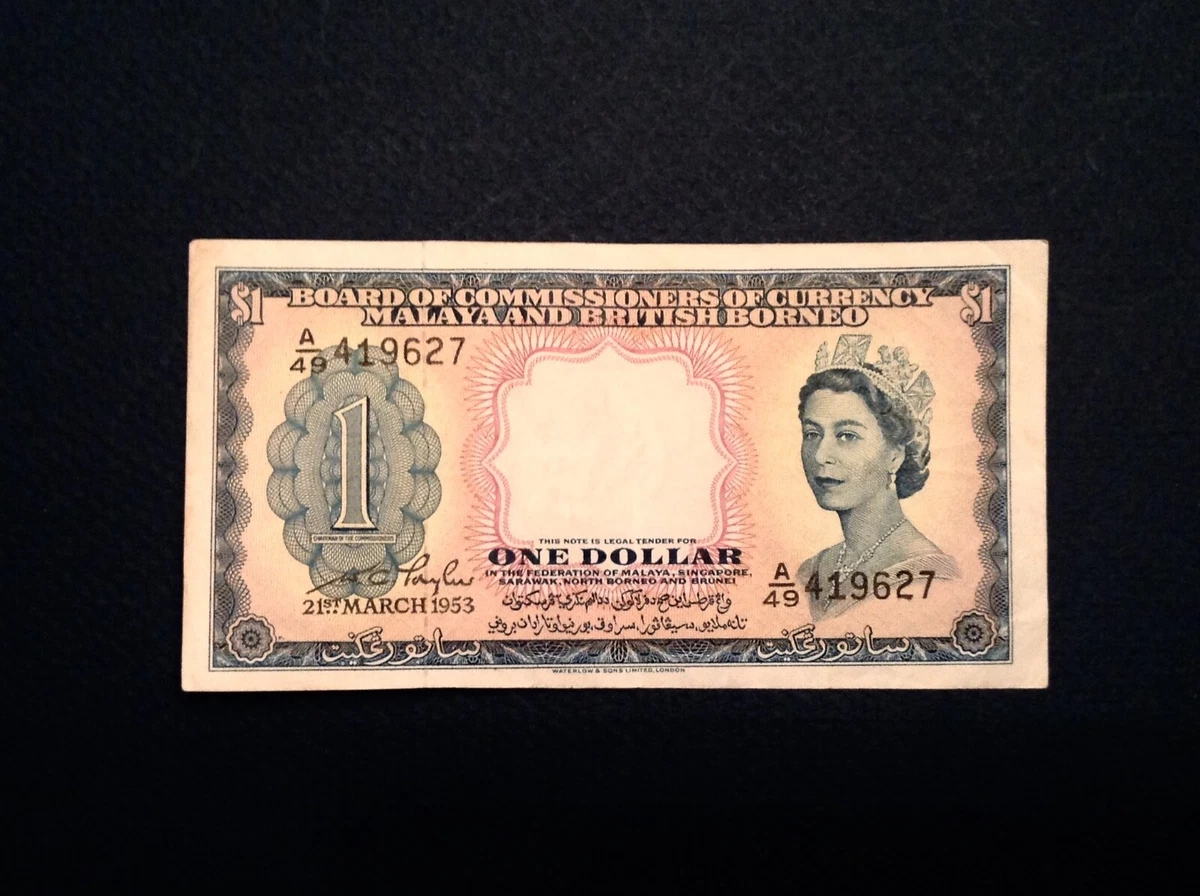 $1 BOARD OF COMMISSIONERS OF CURRENCY $1
MALAYA AND BRITISH BORNEO
A/49 419627
1
CHAIRMAN OF THE COMMISSIONERS
21ST MARCH 1953
THIS NOTE IS LEGAL TENDER FOR
ONE DOLLAR
IN THE FEDERATION OF MALAYA, SINGAPORE,
SARAWAK, NORTH BORNEO AND BRUNEI
A/49 419627
ساتو رڠݢيت ساتو رڠݢيت
WATERLOW & SONS LIMITED, LONDON